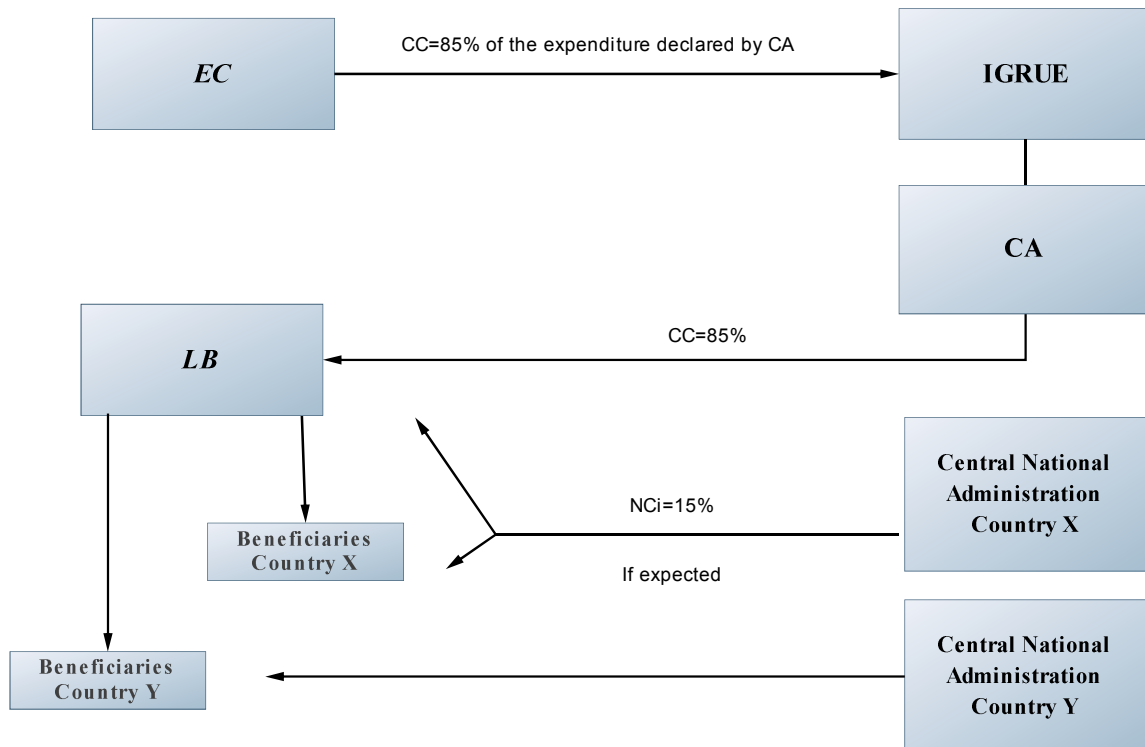 EC
CC=85% of the expenditure declared by CA
IGRUE
CA
LB
CC=85%
Central National
Administration
Country X
NCi=15%
Beneficiaries
Country X
If expected
Central National
Administration
Country Y
Beneficiaries
Country Y